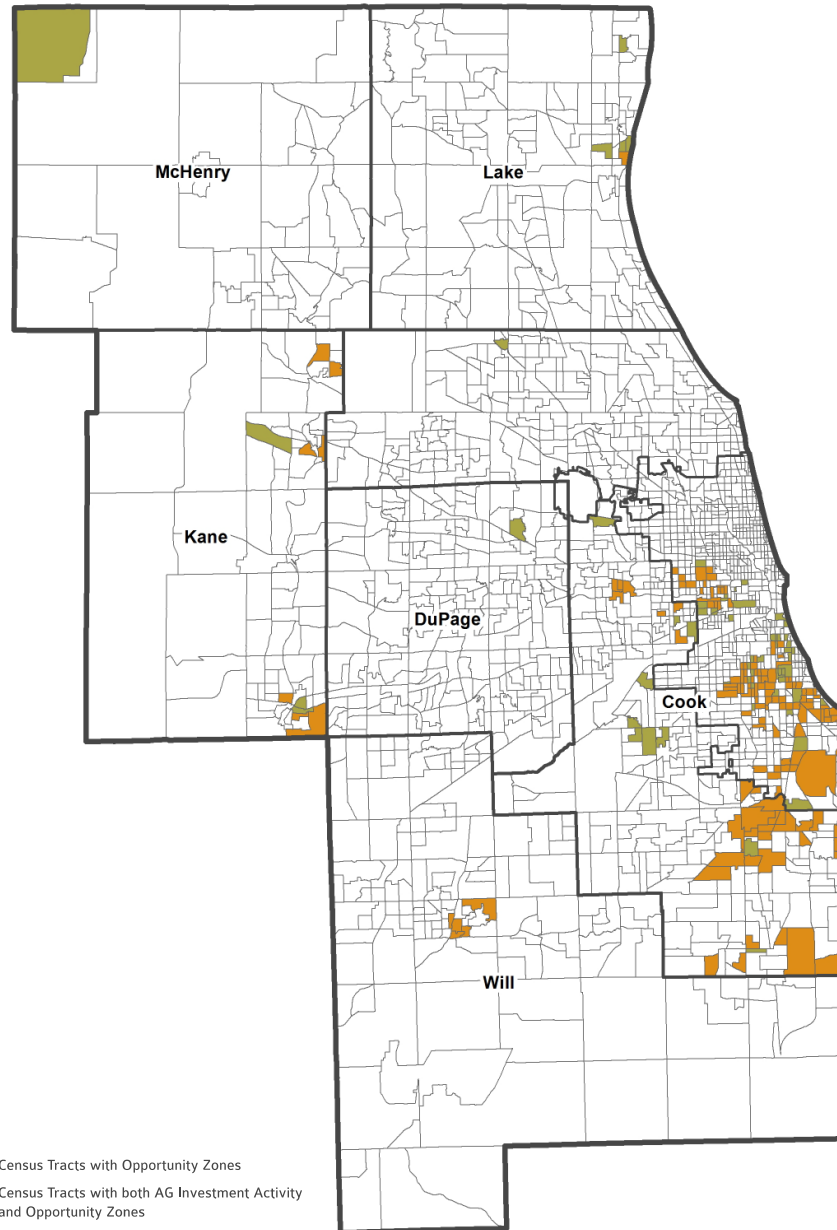 McHenry
Lake
Kane
DuPage
Cook
Will
Census Tracts with Opportunity Zones
Census Tracts with both AG Investment Activity
and Opportunity Zones